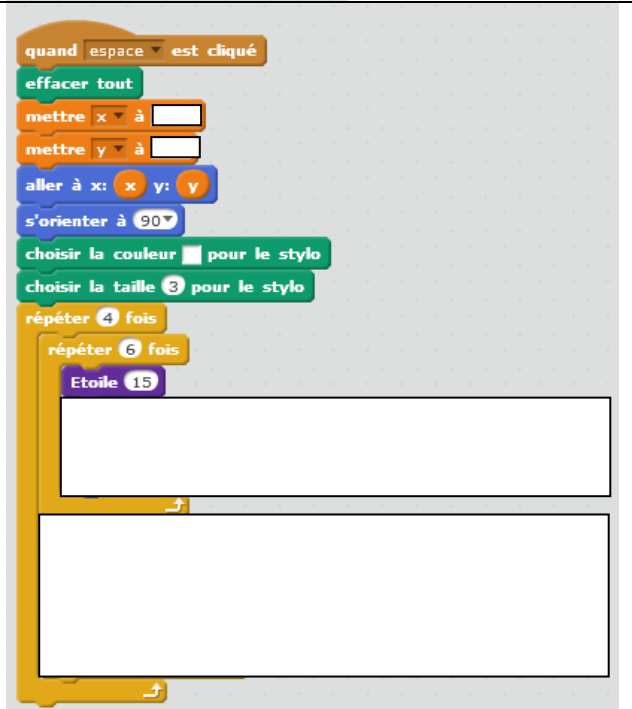 quand espace est cliqué
effacer tout
mettre x à
mettre y à
aller à x: x y: y
s'orienter à 90
choisir la couleur pour le stylo
choisir la taille 3 pour le stylo
répéter 4 fois
répéter 6 fois
Etoile 15